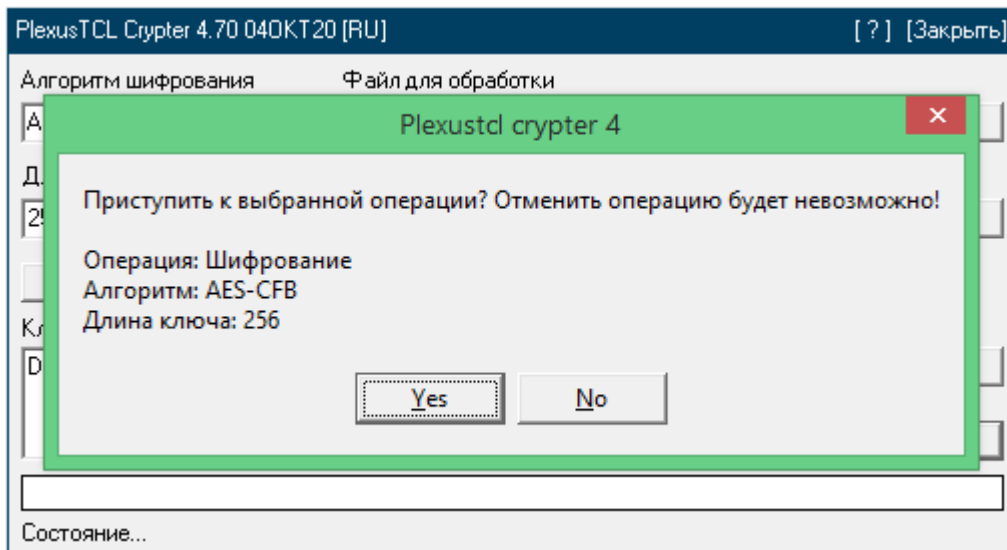 PlexusTCL Crypter 4.70 04OKT20 [RU] [ ? ] [Закрыть]
Алгоритм шифрования Файл для обработки
Plexustcl crypter 4
Приступить к выбранной операции? Отменить операцию будет невозможно!
Операция: Шифрование
Алгоритм: AES-CFB
Длина ключа: 256
Yes No
Состояние...